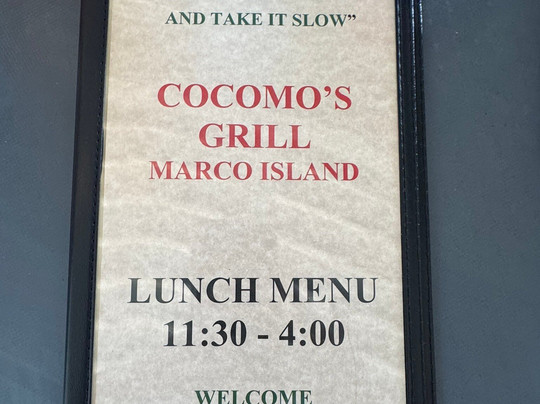 AND TAKE IT SLOW”
COCOMO’S
GRILL
MARCO ISLAND
LUNCH MENU
11:30 - 4:00
WELCOME